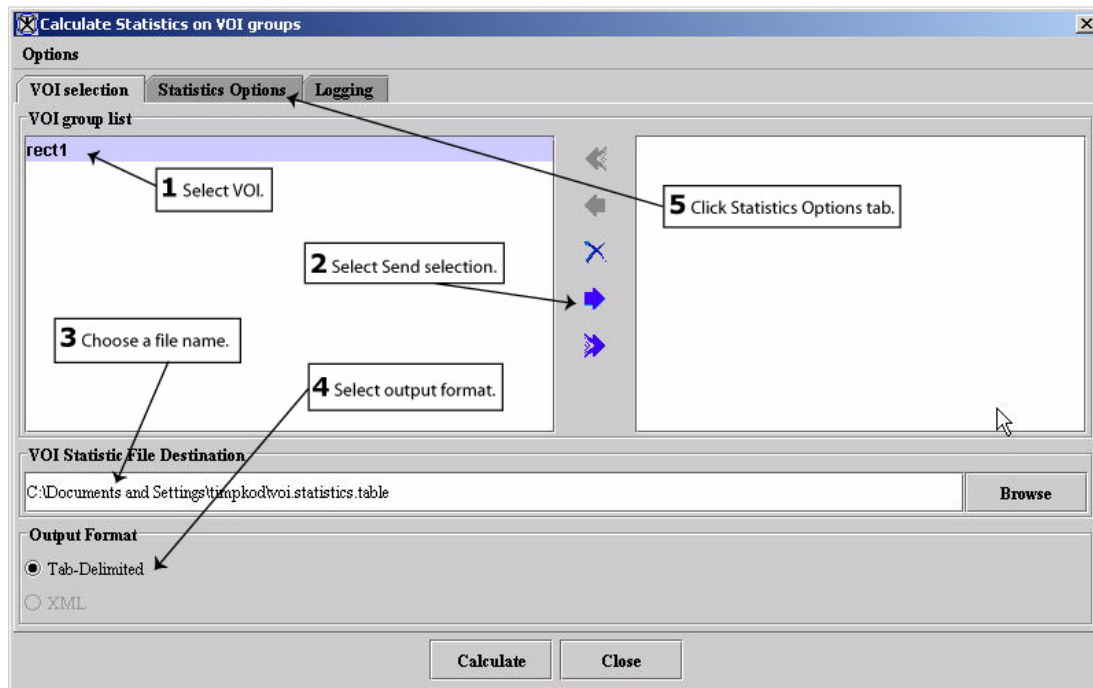 Calculate Statistics on VOI groups
Options
VOI selection
Statistics Options
Logging
VOI group list
rect1
1 Select VOI.
5 Click Statistics Options tab.
2 Select Send selection.
3 Choose a file name.
4 Select output format.
VOI Statistic File Destination
C:\Documents and Settings\timpkod\voi.statistics.table
Browse
Output Format
Tab-Delimited
XML
Calculate
Close